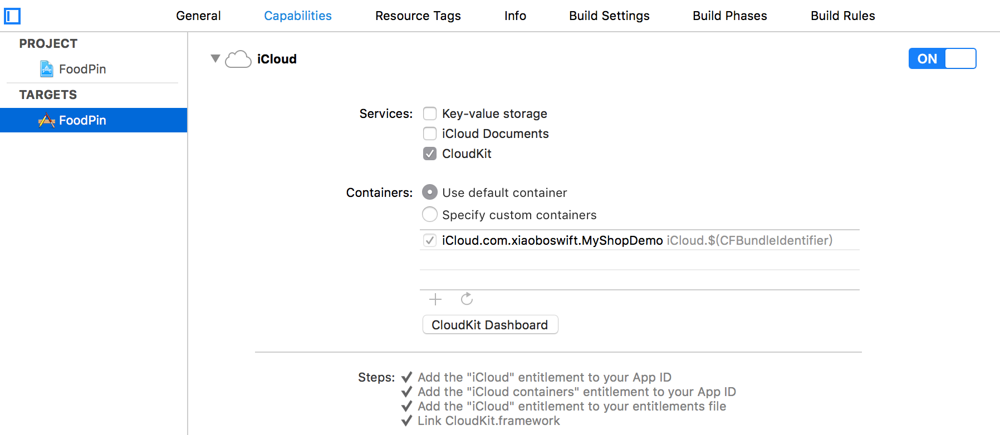 General Capabilities Resource Tags Info Build Settings Build Phases Build Rules
PROJECT
FoodPin
TARGETS
FoodPin
iCloud
ON
Services: Key-value storage
iCloud Documents
CloudKit
Containers: Use default container
Specify custom containers
iCloud.com.xiaoboswift.MyShopDemo iCloud.$(CFBundleIdentifier)
CloudKit Dashboard
Steps: ✔ Add the "iCloud" entitlement to your App ID
✔ Add the "iCloud containers" entitlement to your App ID
✔ Add the "iCloud" entitlement to your entitlements file
✔ Link CloudKit.framework